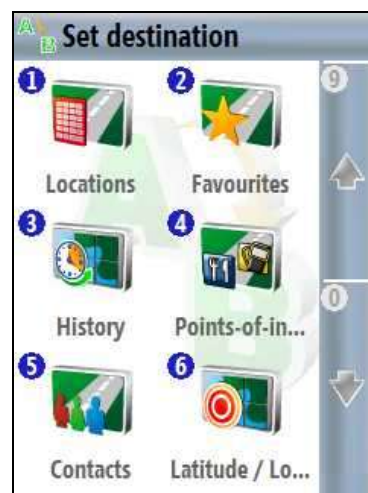 A B Set destination
1 2 9
Locations Favourites
3 4
History Points-of-in...
0
5 6
Contacts Latitude / Lo...